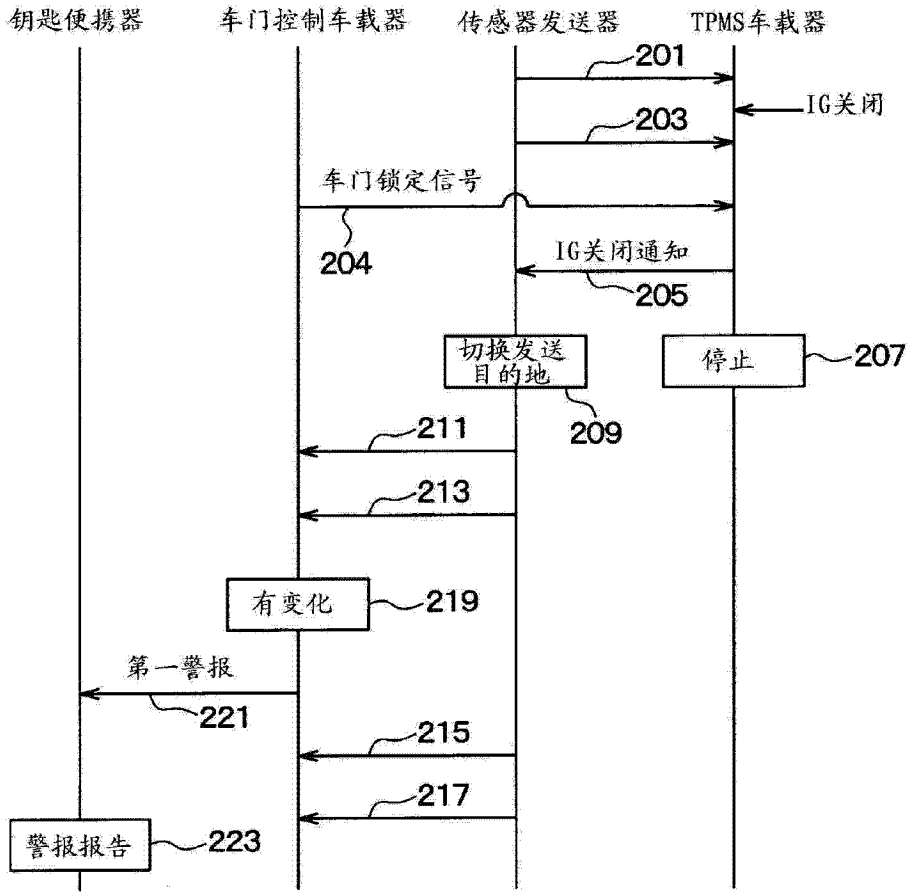 钥匙便携器
车门控制车载器
传感器发送器
TPMS车载器
201
IG关闭
203
车门锁定信号
204
IG关闭通知
205
切换发送
目的地
209
停止
207
211
213
有变化
219
第一警报
221
215
217
警报报告
223